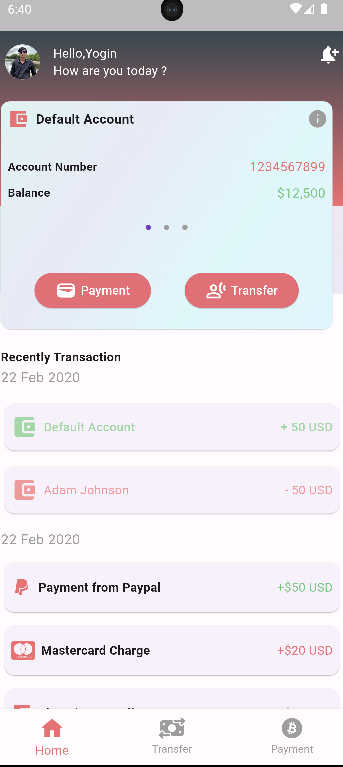 6:40
Hello,Yogin
How are you today ?
Default Account
Account Number 1234567899
Balance $12,500
Payment Transfer
Recently Transaction
22 Feb 2020
Default Account + 50 USD
Adam Johnson - 50 USD
22 Feb 2020
Payment from Paypal +$50 USD
Mastercard Charge +$20 USD
Home Transfer Payment